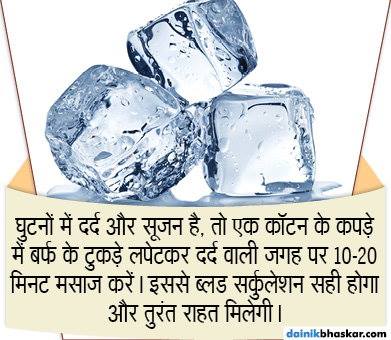 घुटनों में दर्द और सूजन है, तो एक कॉटन के कपड़े
में बर्फ के टुकड़े लपेटकर दर्द वाली जगह पर 10-20
मिनट मसाज करें। इससे ब्लड सर्कुलेशन सही होगा
और तुरंत राहत मिलेगी।
dainikbhaskar.com